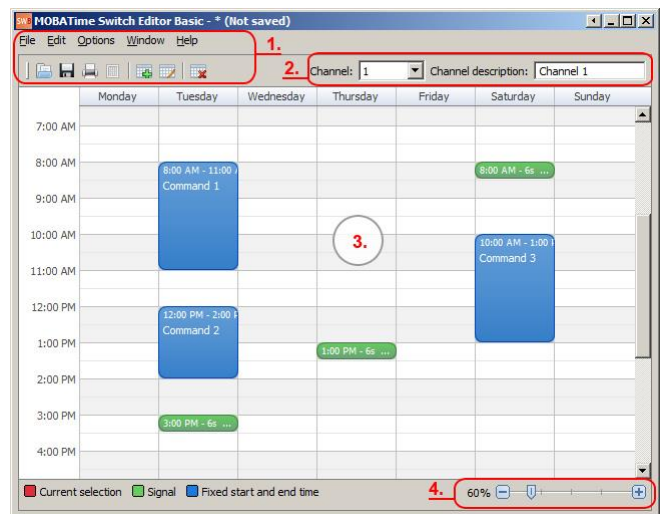 MOBATime Switch Editor Basic - * (Not saved)
File Edit Options Window Help
1.
2.
Channel: 1 Channel description: Channel 1
Monday Tuesday Wednesday Thursday Friday Saturday Sunday
7:00 AM
8:00 AM
8:00 AM - 11:00
Command 1
8:00 AM - 6s ...
9:00 AM
10:00 AM
3.
10:00 AM - 1:00
Command 3
11:00 AM
12:00 PM
12:00 PM - 2:00
Command 2
1:00 PM
1:00 PM - 6s ...
2:00 PM
3:00 PM
3:00 PM - 6s ...
4:00 PM
Current selection Signal Fixed start and end time
4.
60%